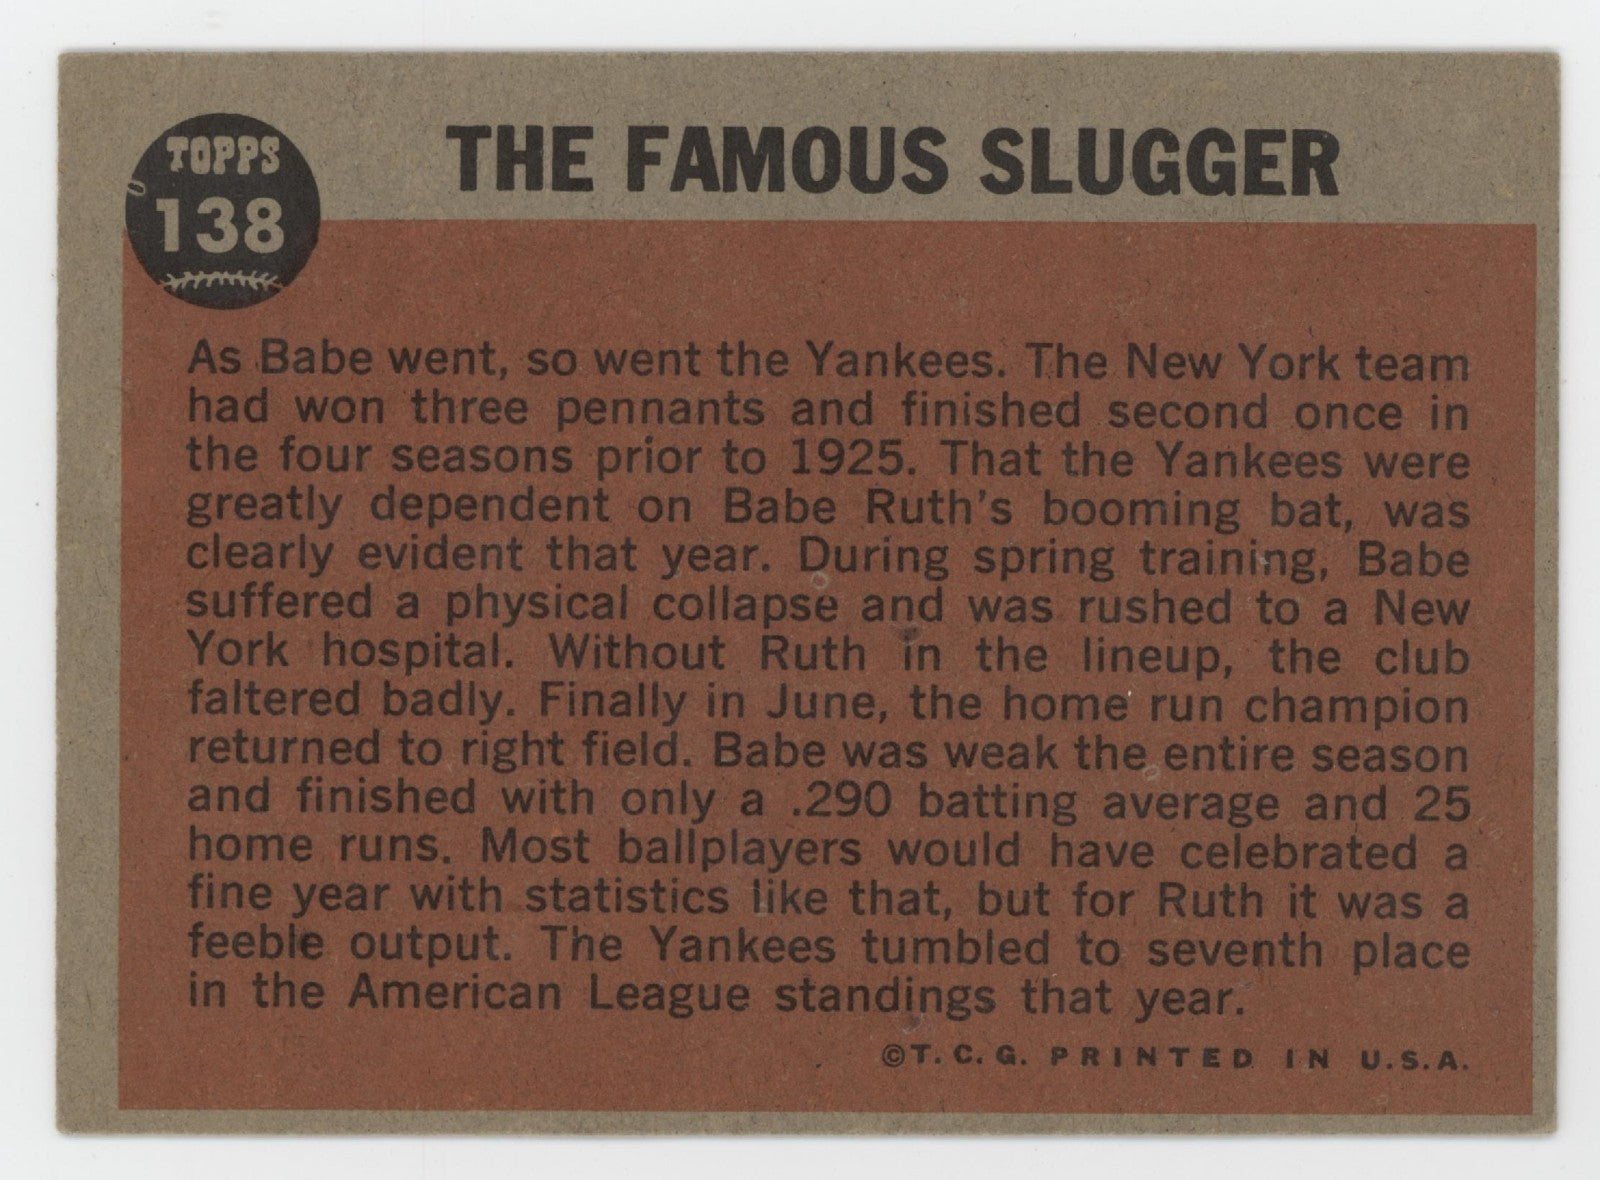 TOPPS
138
THE FAMOUS SLUGGER
As Babe went, so went the Yankees. The New York team
had won three pennants and finished second once in
the four seasons prior to 1925. That the Yankees were
greatly dependent on Babe Ruth's booming bat, was
clearly evident that year. During spring training, Babe
suffered a physical collapse and was rushed to a New
York hospital. Without Ruth in the lineup, the club
faltered badly. Finally in June, the home run champion
returned to right field. Babe was weak the entire season
and finished with only a .290 batting average and 25
home runs. Most ballplayers would have celebrated a
fine year with statistics like that, but for Ruth it was a
feeble output. The Yankees tumbled to seventh place
in the American League standings that year.
©T. C. G. PRINTED IN U.S.A.